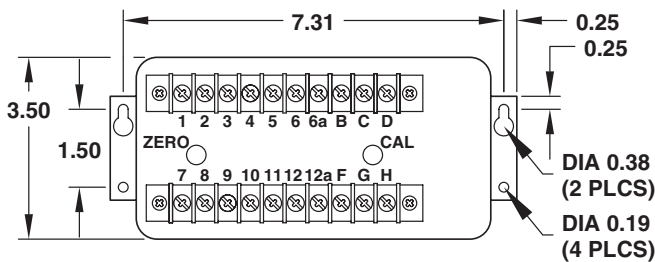 7.31
0.25
0.25
3.50
1.50
1 2 3 4 5 6 6a B C D
ZERO CAL
7 8 9 10 11 12 12a F G H
DIA 0.38
(2 PLCS)
DIA 0.19
(4 PLCS)